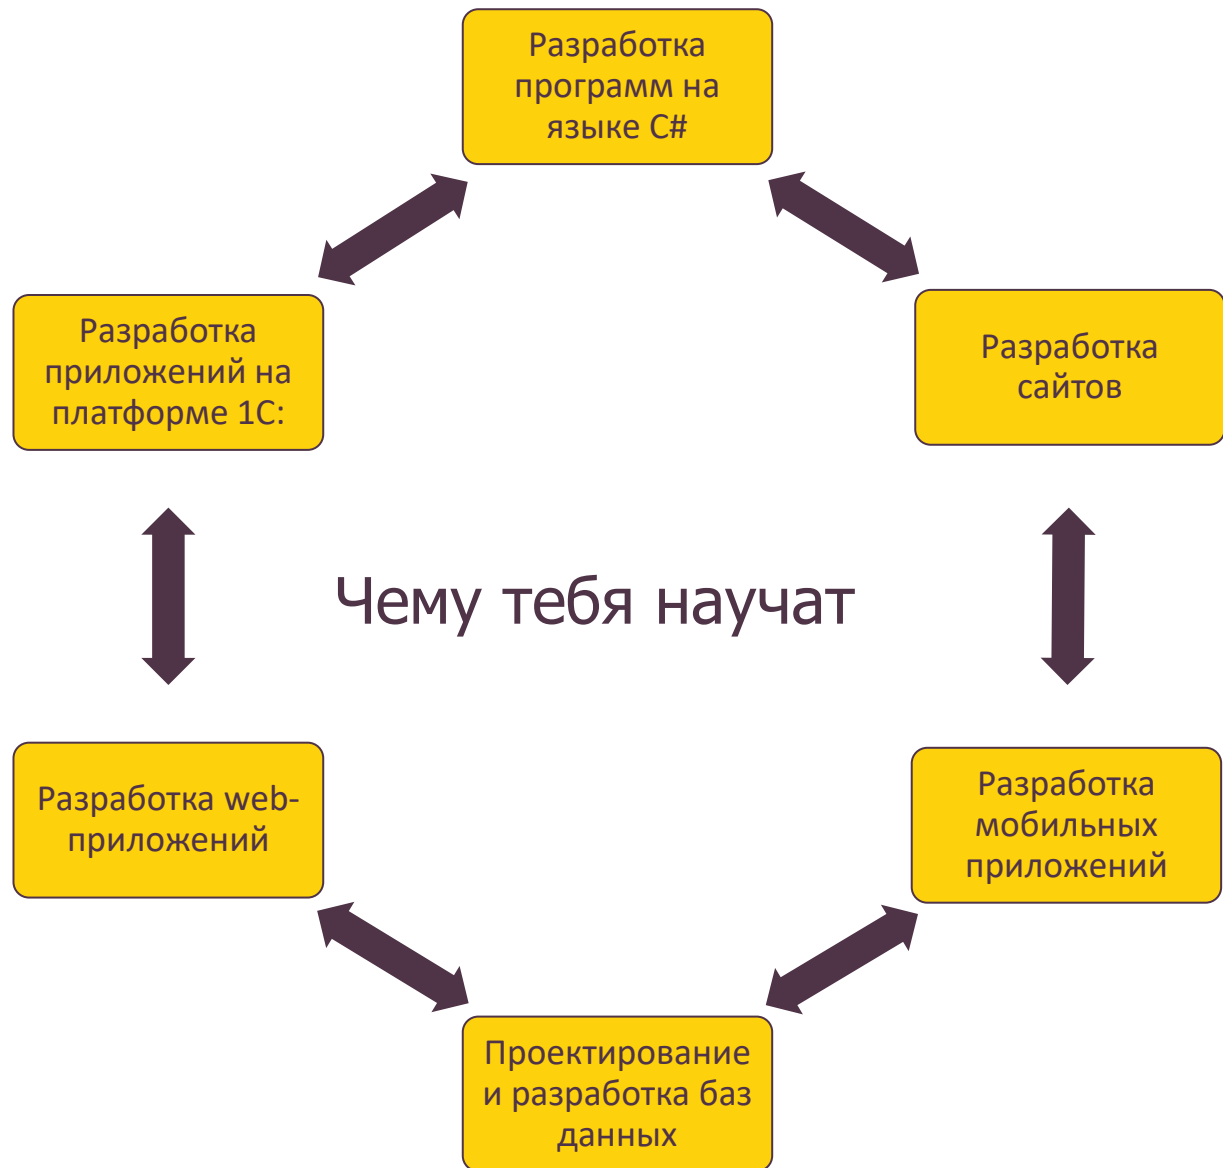 Разработка
программ на
языке C#
Разработка
приложений на
платформе 1С:
Разработка
сайтов
Чему тебя научат
Разработка web-
приложений
Разработка
мобильных
приложений
Проектирование
и разработка баз
данных